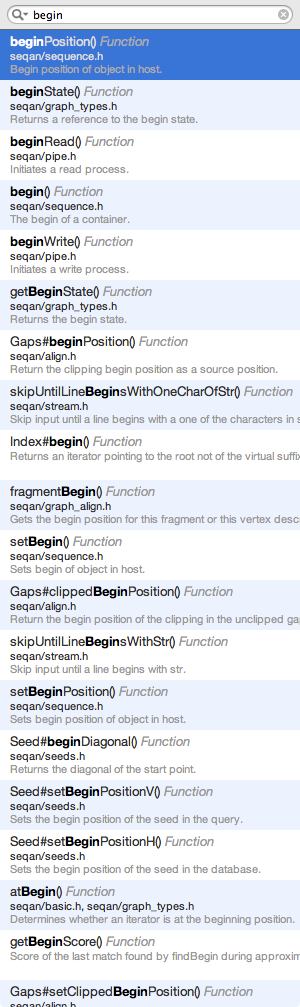 begin
beginPosition() Function
seqan/sequence.h
Begin position of object in host.
beginState() Function
seqan/graph_types.h
Returns a reference to the begin state.
beginRead() Function
seqan/pipe.h
Initiates a read process.
begin() Function
seqan/sequence.h
The begin of a container.
beginWrite() Function
seqan/pipe.h
Initiates a write process.
getBeginState() Function
seqan/graph_types.h
Returns the begin state.
Gaps#beginPosition() Function
seqan/align.h
Return the clipping begin position as a source position.
skipUntilLineBeginsWithOneCharOfStr() Function
seqan/stream.h
Skip input until a line begins with a one of the characters in s
Index#begin() Function
Returns an iterator pointing to the root not of the virtual suffix
fragmentBegin() Function
seqan/graph_align.h
Gets the begin position for this fragment or this vertex desc
setBegin() Function
seqan/sequence.h
Sets begin of object in host.
Gaps#clippedBeginPosition() Function
seqan/align.h
Return the begin position of the clipping in the unclipped ga
skipUntilLineBeginsWithStr() Function
seqan/stream.h
Skip input until a line begins with str.
setBeginPosition() Function
seqan/sequence.h
Sets begin position of object in host.
Seed#beginDiagonal() Function
seqan/seeds.h
Returns the diagonal of the start point.
Seed#setBeginPositionV() Function
seqan/seeds.h
Sets the begin position of the seed in the query.
Seed#setBeginPositionH() Function
seqan/seeds.h
Sets the begin position of the seed in the database.
atBegin() Function
seqan/basic.h, seqan/graph_types.h
Determines whether an iterator is at the beginning position.
getBeginScore() Function
Score of the last match found by findBegin during approxim
Gaps#setClippedBeginPosition() Function
seqan/align.h